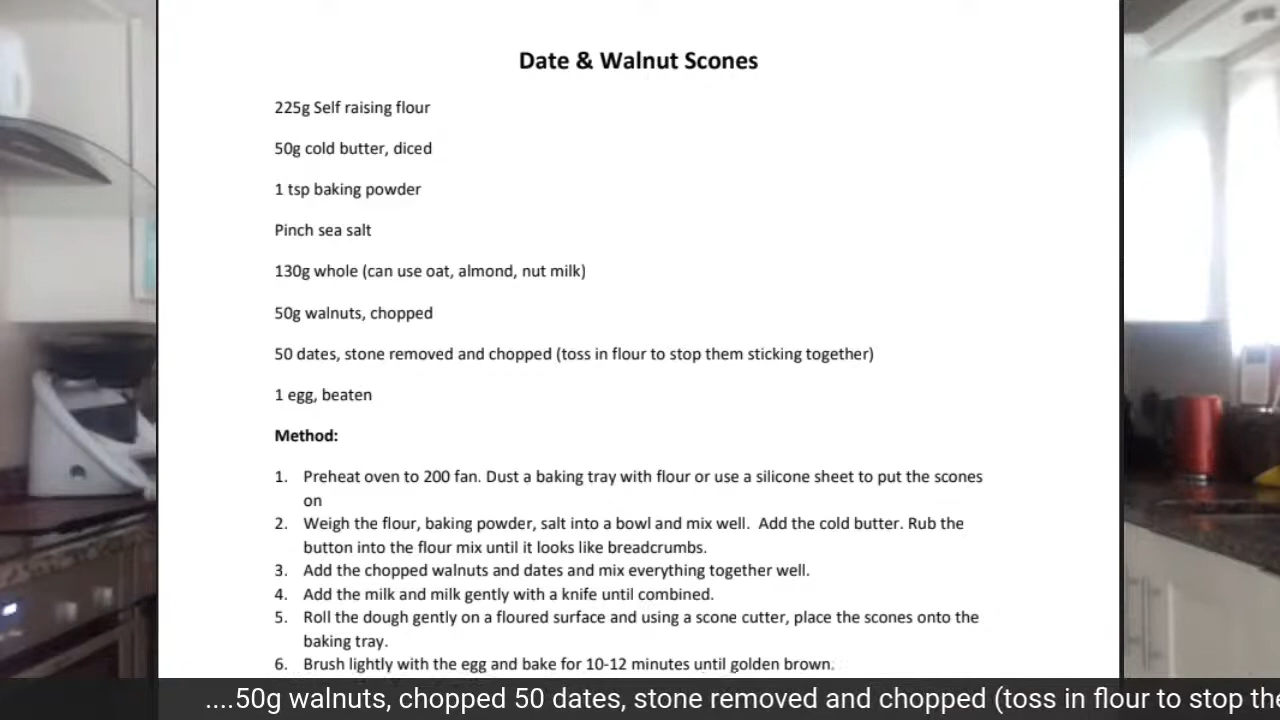 Date & Walnut Scones
225g Self raising flour
50g cold butter, diced
1 tsp baking powder
Pinch sea salt
130g whole (can use oat, almond, nut milk)
50g walnuts, chopped
50 dates, stone removed and chopped (toss in flour to stop them sticking together)
1 egg, beaten
Method:
1. Preheat oven to 200 fan. Dust a baking tray with flour or use a silicone sheet to put the scones
on
2. Weigh the flour, baking powder, salt into a bowl and mix well.  Add the cold butter. Rub the
button into the flour mix until it looks like breadcrumbs.
3. Add the chopped walnuts and dates and mix everything together well.
4. Add the milk and milk gently with a knife until combined.
5. Roll the dough gently on a floured surface and using a scone cutter, place the scones onto the
baking tray.
6. Brush lightly with the egg and bake for 10-12 minutes until golden brown.
....50g walnuts, chopped 50 dates, stone removed and chopped (toss in flour to stop the